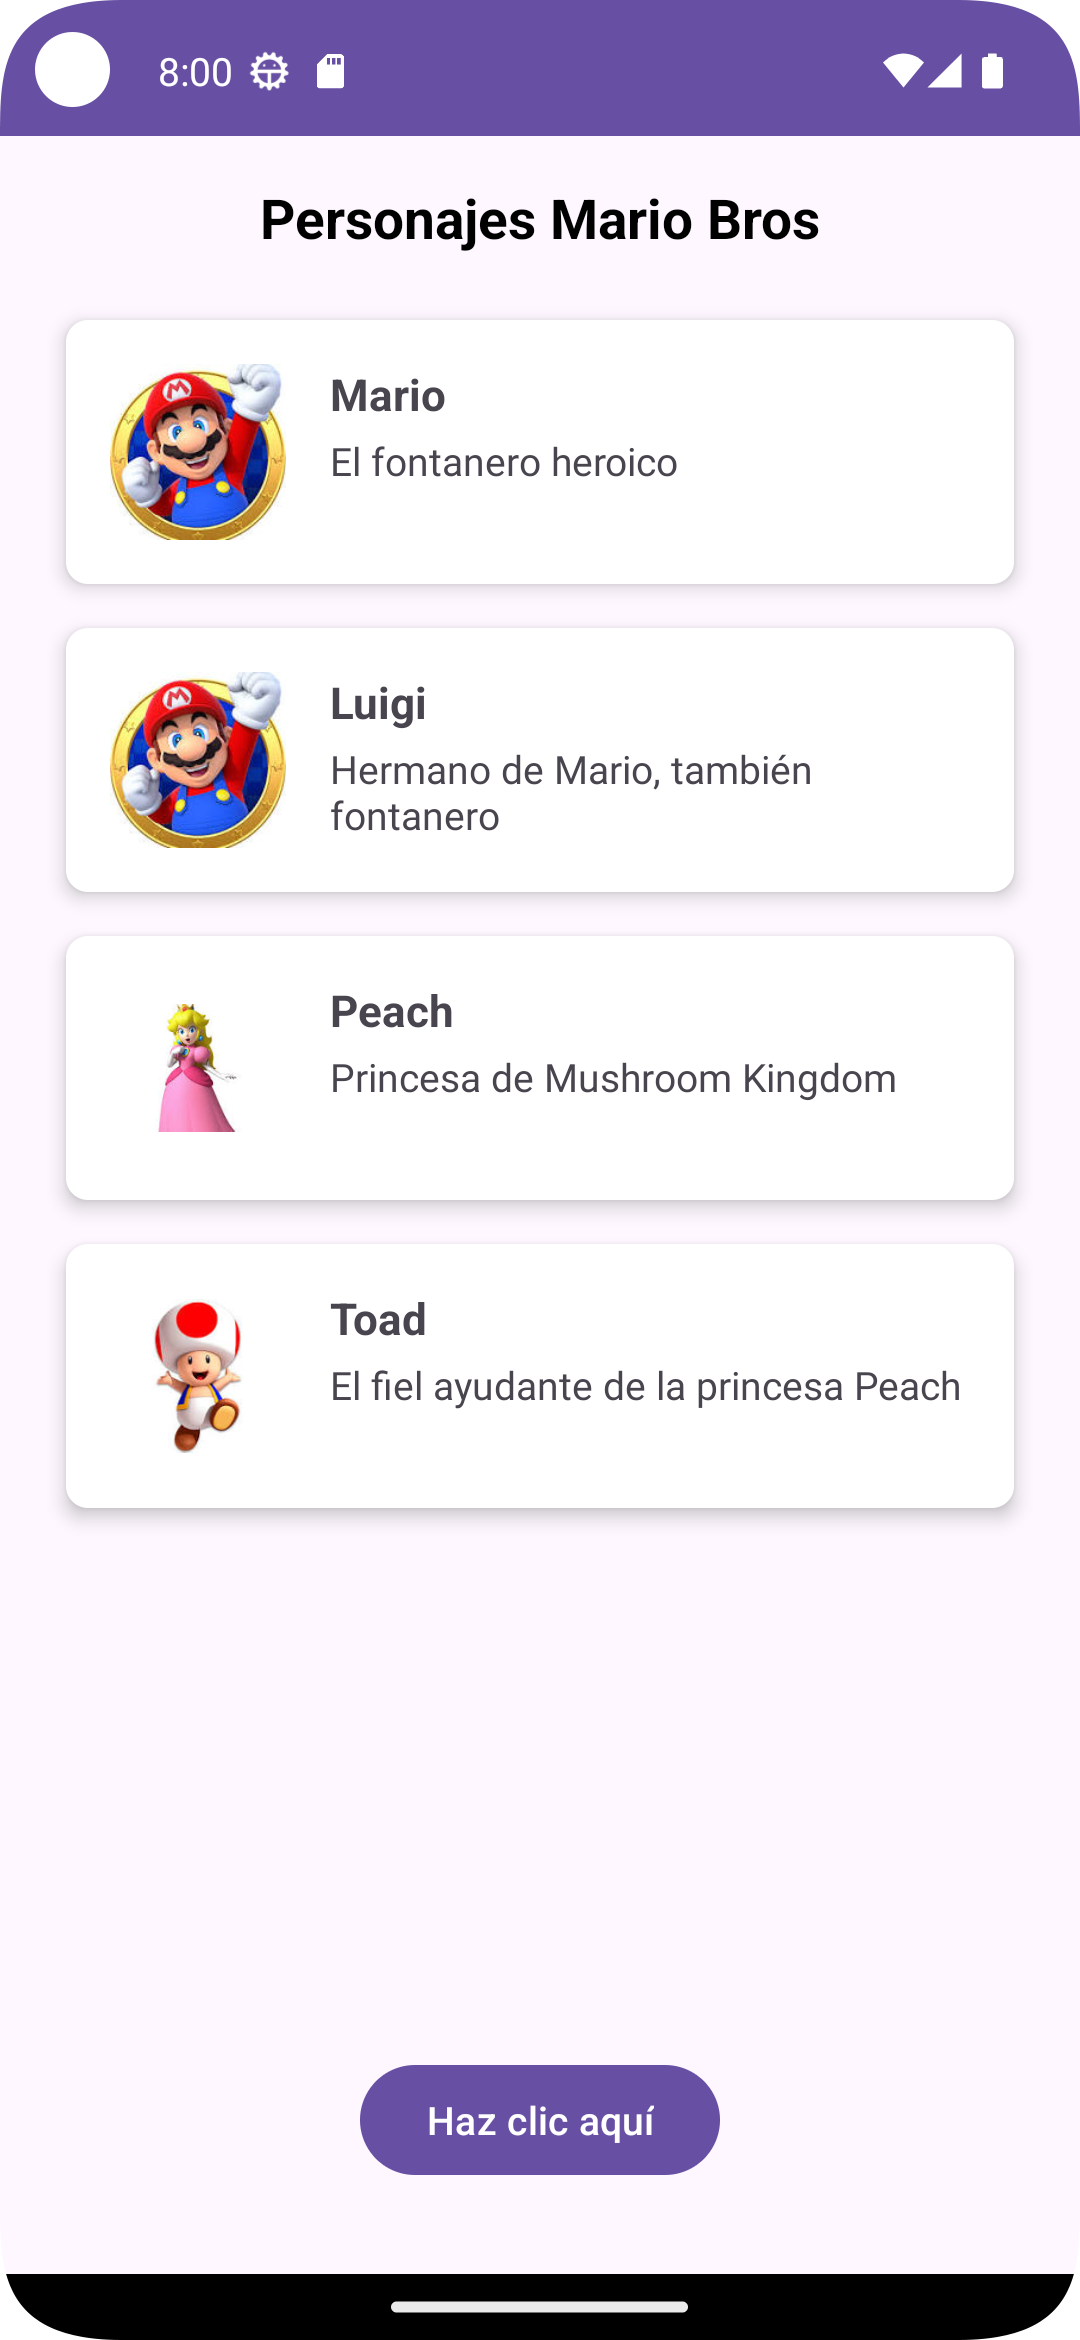 8:00
Personajes Mario Bros
Mario
El fontanero heroico
Luigi
Hermano de Mario, también
fontanero
Peach
Princesa de Mushroom Kingdom
Toad
El fiel ayudante de la princesa Peach
Haz clic aquí